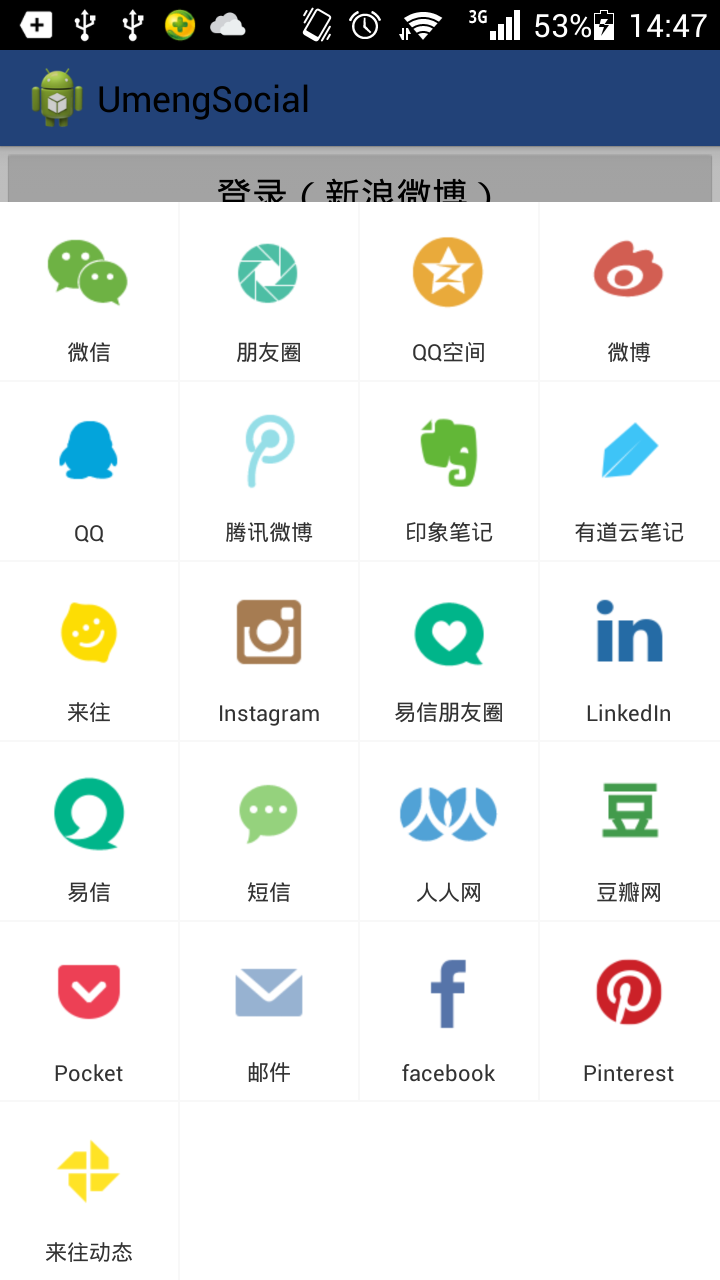 3G 53% 14:47
UmengSocial
登录（新浪微博）
微信 朋友圈 QQ空间 微博
QQ 腾讯微博 印象笔记 有道云笔记
来往 Instagram 易信朋友圈 LinkedIn
易信 短信 人人网 豆瓣网
Pocket 邮件 facebook Pinterest
来往动态